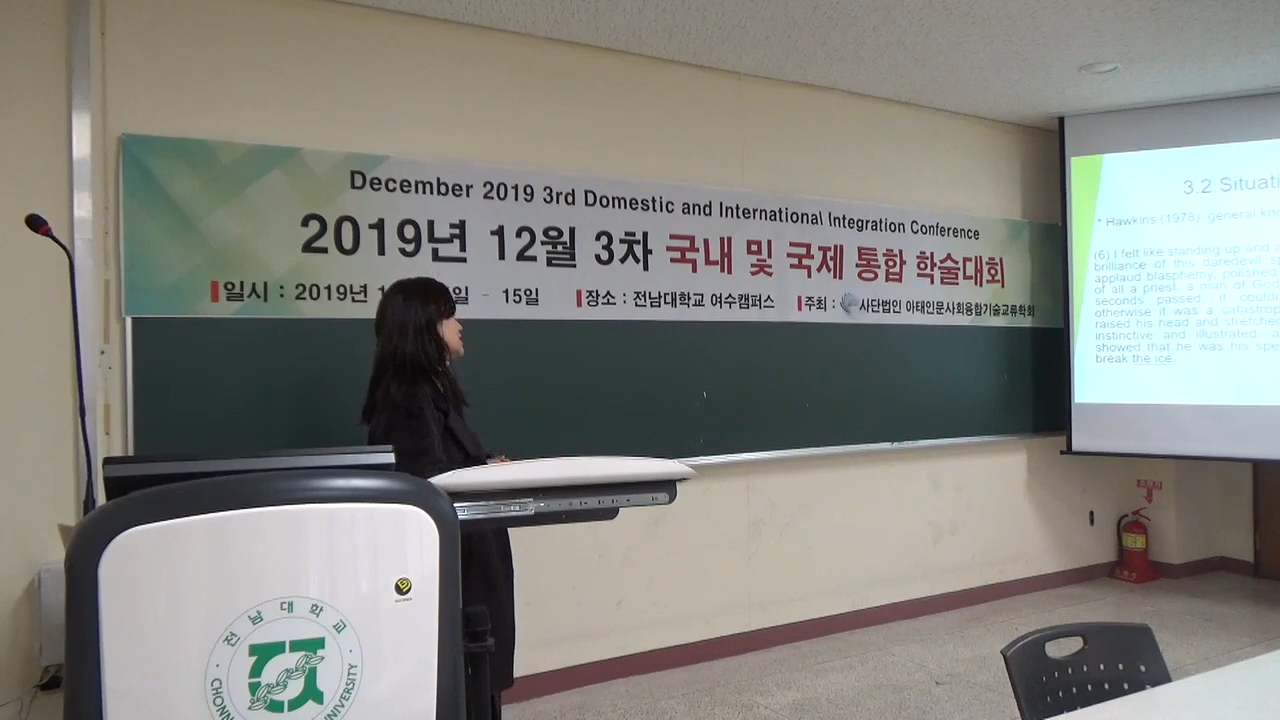 December 2019 3rd Domestic and International Integration Conference
2019년 12월 3차 국내 및 국제 통합 학술대회
일시 : 2019년 1 일 - 15일 장소 : 전남대학교 여수캠퍼스 주최 : 사단법인 아태인문사회융합기술교류학회
3.2 Situati
* Hawkins (1978): general kn
(6) I felt like standing up and
brilliance of this daredevil sp
applaud blasphemy, polished
of all a priest, a man of God
seconds passed. It could
otherwise it was a catastrop
raised his head and stretched
instinctive and illustrated, a
showed that he was his spe
break the ice.
전남대학교
CHONN UNIVERSITY